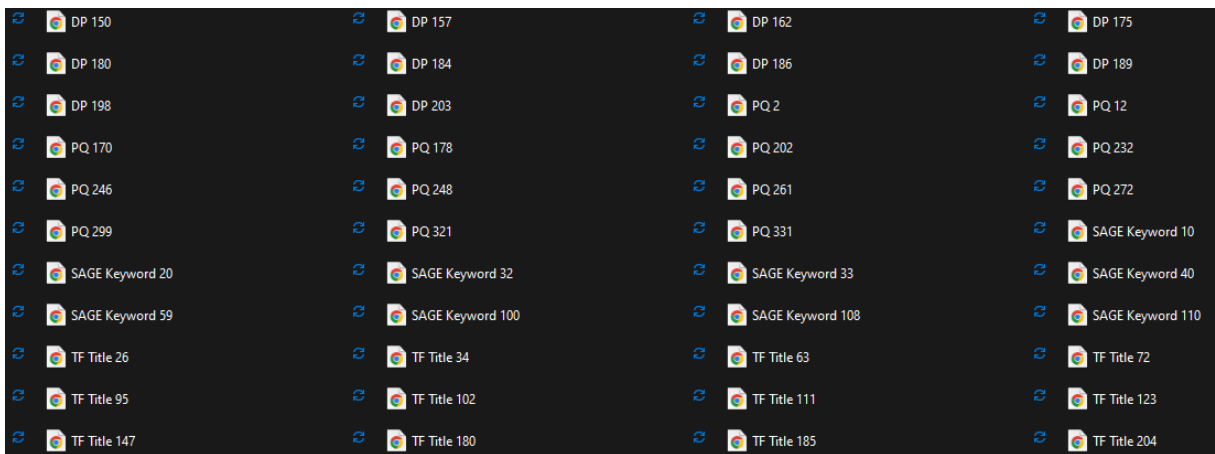 DP 150 DP 157 DP 162 DP 175
DP 180 DP 184 DP 186 DP 189
DP 198 DP 203 PQ 2 PQ 12
PQ 170 PQ 178 PQ 202 PQ 232
PQ 246 PQ 248 PQ 261 PQ 272
PQ 299 PQ 321 PQ 331 SAGE Keyword 10
SAGE Keyword 20 SAGE Keyword 32 SAGE Keyword 33 SAGE Keyword 40
SAGE Keyword 59 SAGE Keyword 100 SAGE Keyword 108 SAGE Keyword 110
TF Title 26 TF Title 34 TF Title 63 TF Title 72
TF Title 95 TF Title 102 TF Title 111 TF Title 123
TF Title 147 TF Title 180 TF Title 185 TF Title 204